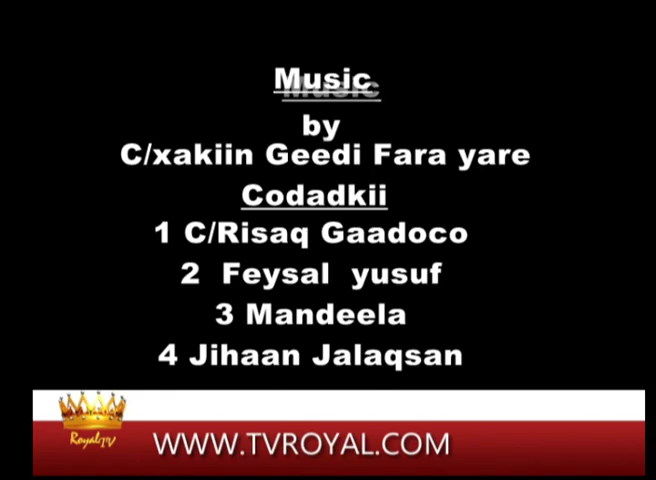 Music
by
C/xakiin Geedi Fara yare
Codadkii
1 C/Risaq Gaadoco
2 Feysal yusuf
3 Mandeela
4 Jihaan Jalaqsan
RoyalTV
WWW.TVROYAL.COM